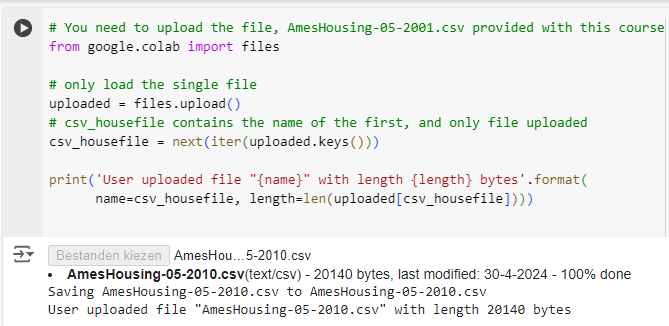 # You need to upload the file, AmesHousing-05-2001.csv provided with this course
from google.colab import files
# only load the single file
uploaded = files.upload()
# csv_housefile contains the name of the first, and only file uploaded
csv_housefile = next(iter(uploaded.keys()))
print('User uploaded file "{name}" with length {length} bytes'.format(
name=csv_housefile, length=len(uploaded[csv_housefile])))
Bestanden kiezen AmesHou...5-2010.csv
• AmesHousing-05-2010.csv(text/csv) - 20140 bytes, last modified: 30-4-2024 - 100% done
Saving AmesHousing-05-2010.csv to AmesHousing-05-2010.csv
User uploaded file "AmesHousing-05-2010.csv" with length 20140 bytes